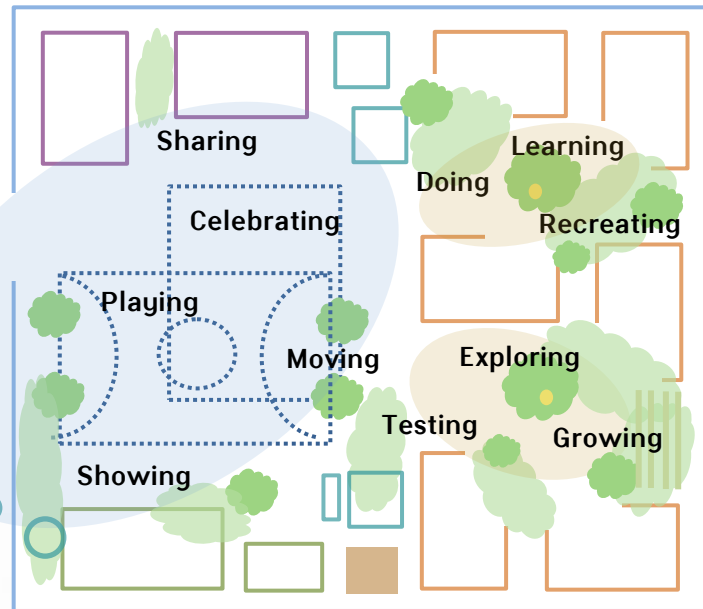 Sharing
Learning
Doing
Celebrating
Recreating
Playing
Moving
Exploring
Testing
Growing
Showing